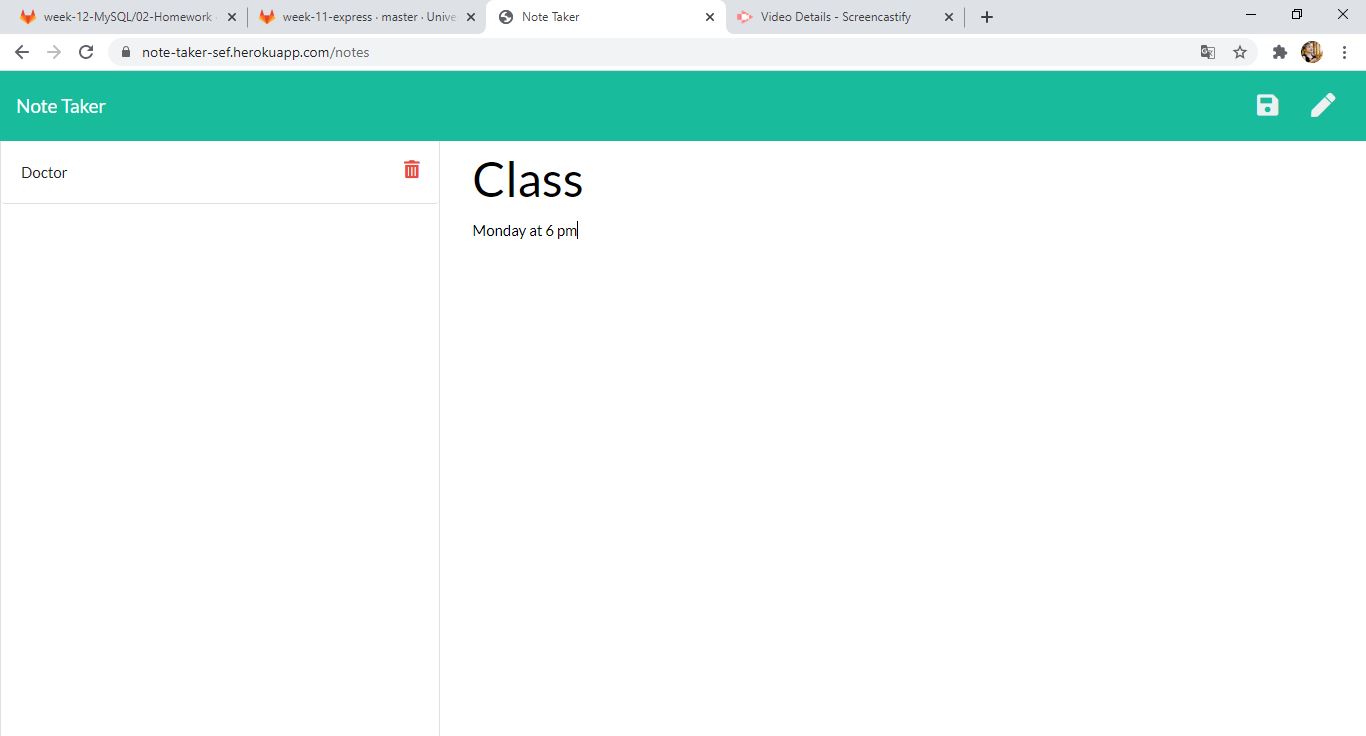 week-12-MySQL/02-Homework
week-11-express · master · Unive
Note Taker
Video Details - Screencastify
note-taker-sef.herokuapp.com/notes
Note Taker
Doctor
Class
Monday at 6 pm